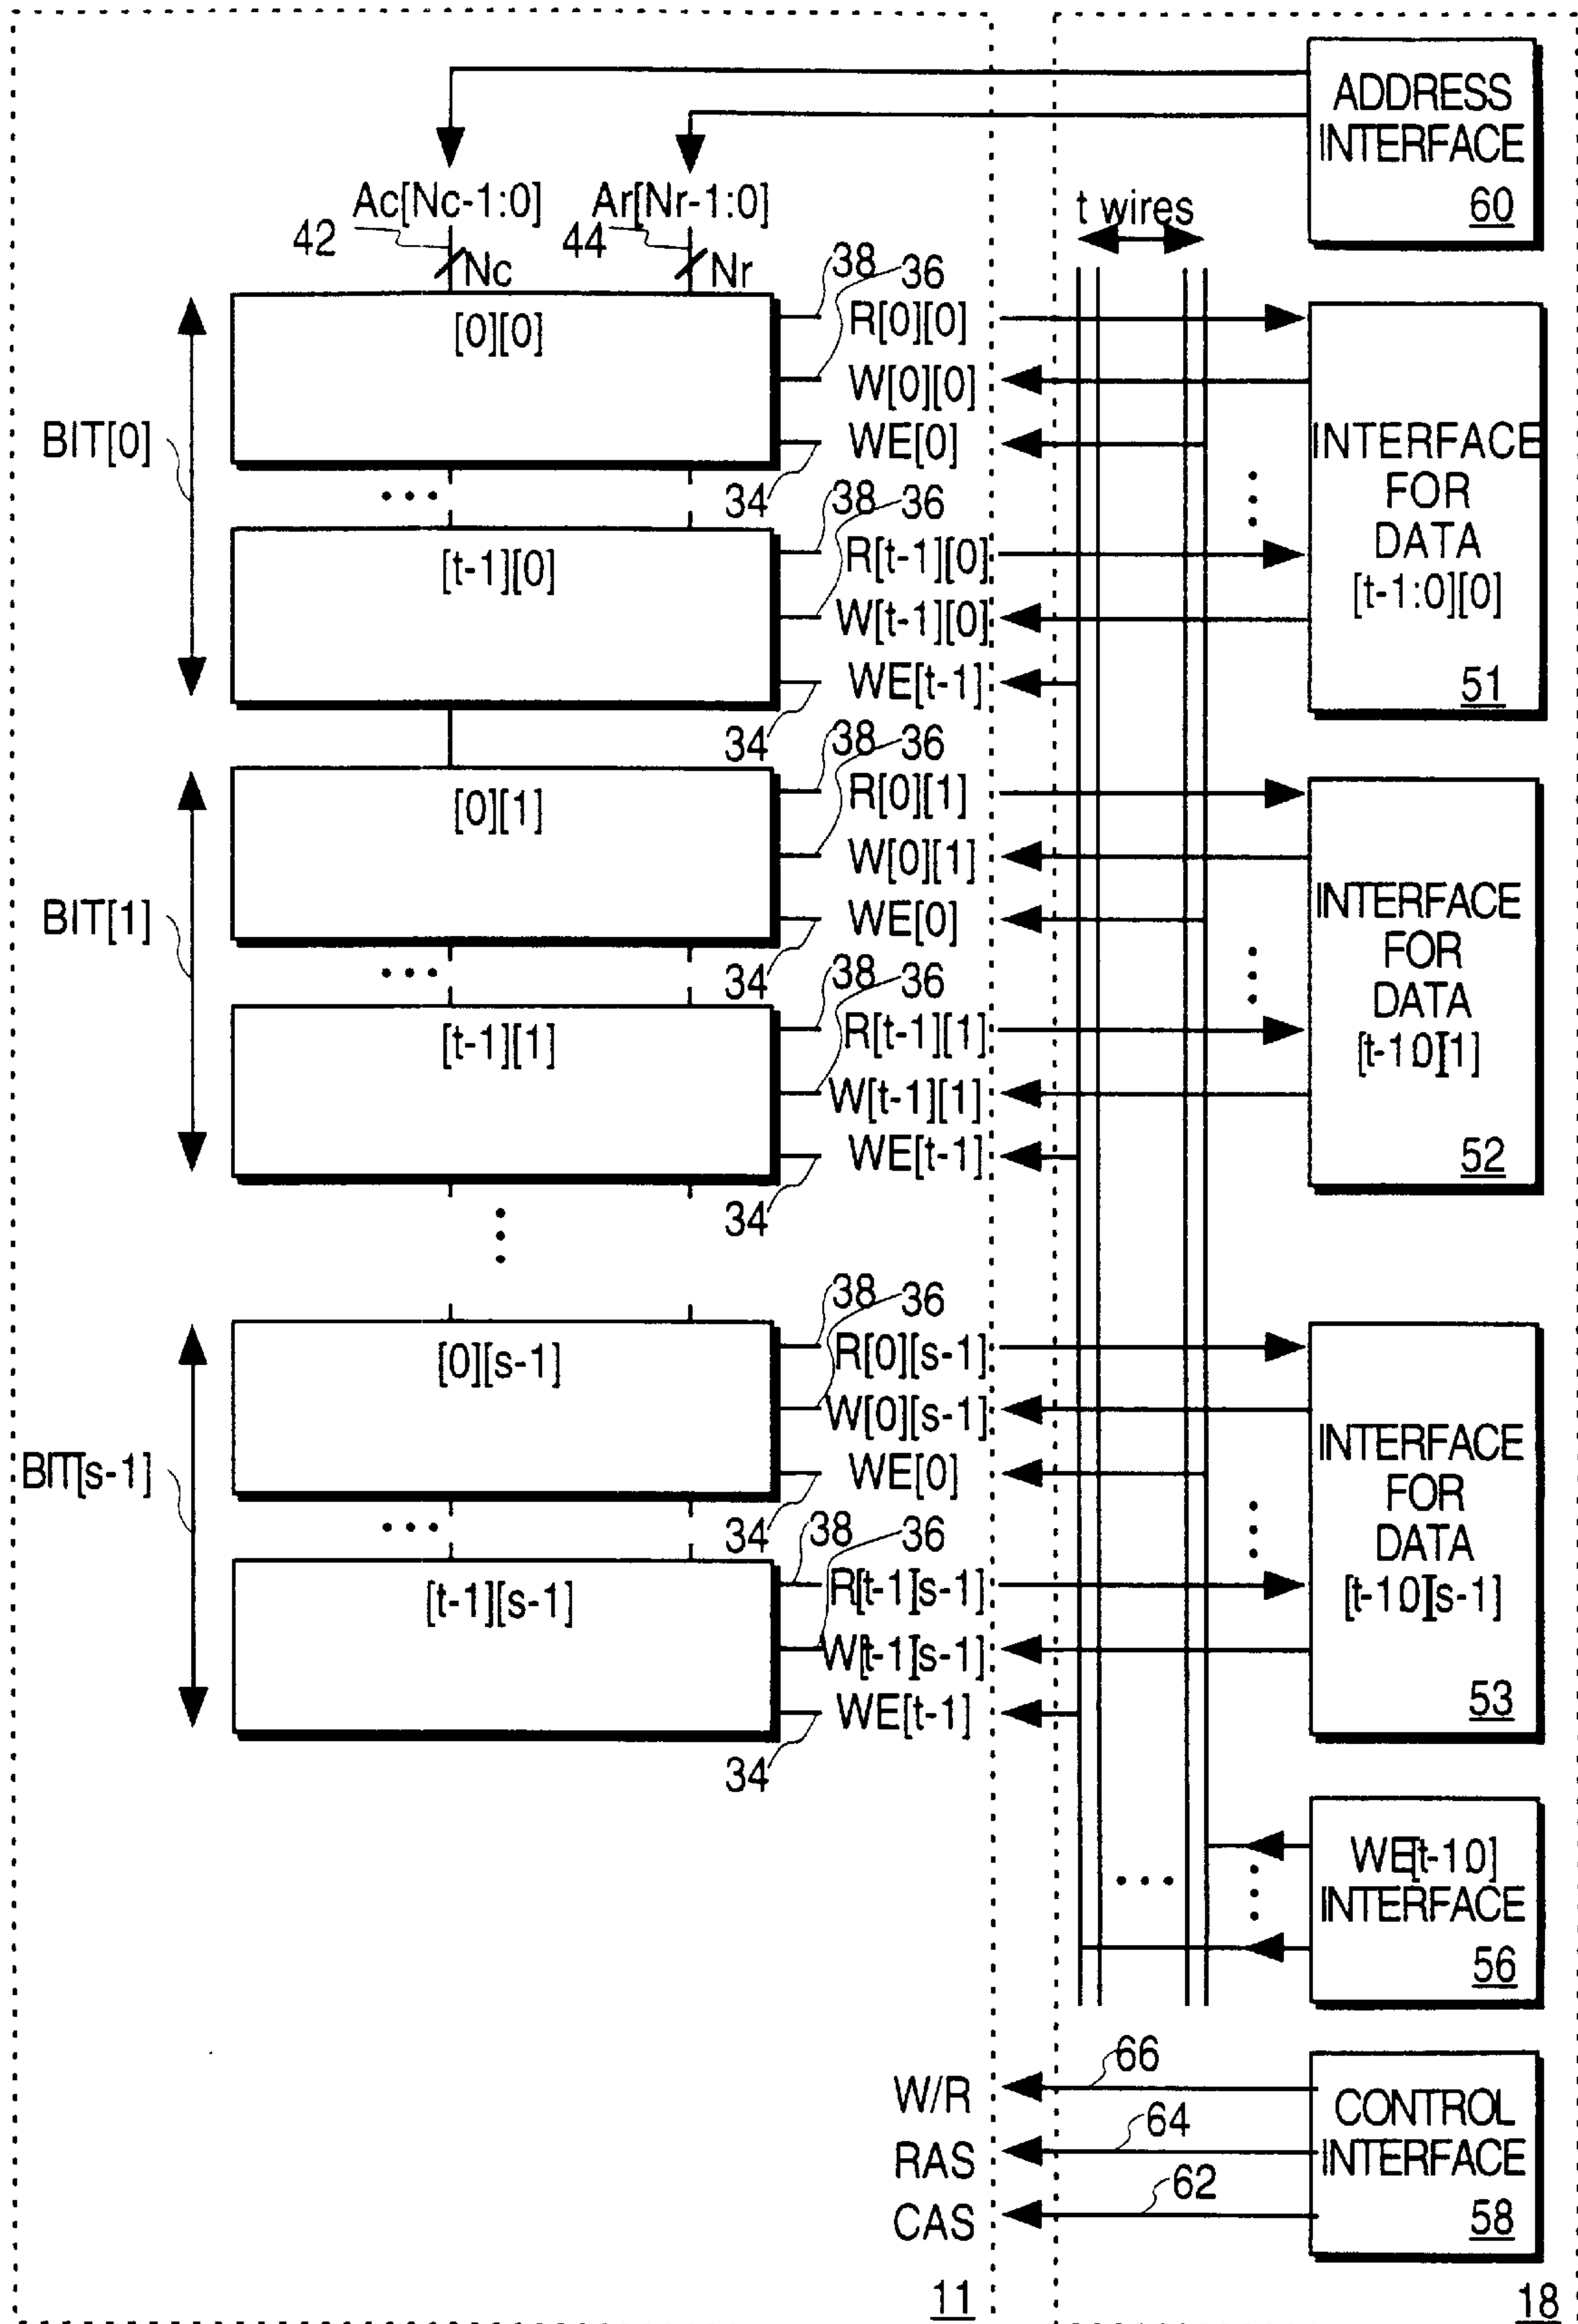 ADDRESS
INTERFACE
60
Ac[Nc-1:0] Ar[Nr-1:0]
t wires
42 44
Nc Nr
38 36
[0][0]
R[0][0]
W[0][0]
BIT[0]
WE[0]
INTERFACE
FOR
DATA
[t-1:0][0]
51
...
34 38 36
[t-1][0]
R[t-1][0]
W[t-1][0]
WE[t-1]
34 38 36
[0][1]
R[0][1]
W[0][1]
BIT[1]
WE[0]
INTERFACE
FOR
DATA
[t-10][1]
52
...
34 38 36
[t-1][1]
R[t-1][1]
W[t-1][1]
WE[t-1]
34
38 36
[0][s-1]
R[0][s-1]
W[0][s-1]
BIT[s-1]
WE[0]
INTERFACE
FOR
DATA
[t-10][s-1]
53
...
34 38 36
[t-1][s-1]
R[t-1][s-1]
W[t-1][s-1]
WE[t-1]
34
WE[t-10]
INTERFACE
56
...
W/R 66
RAS 64
CAS 62
CONTROL
INTERFACE
58
11 18